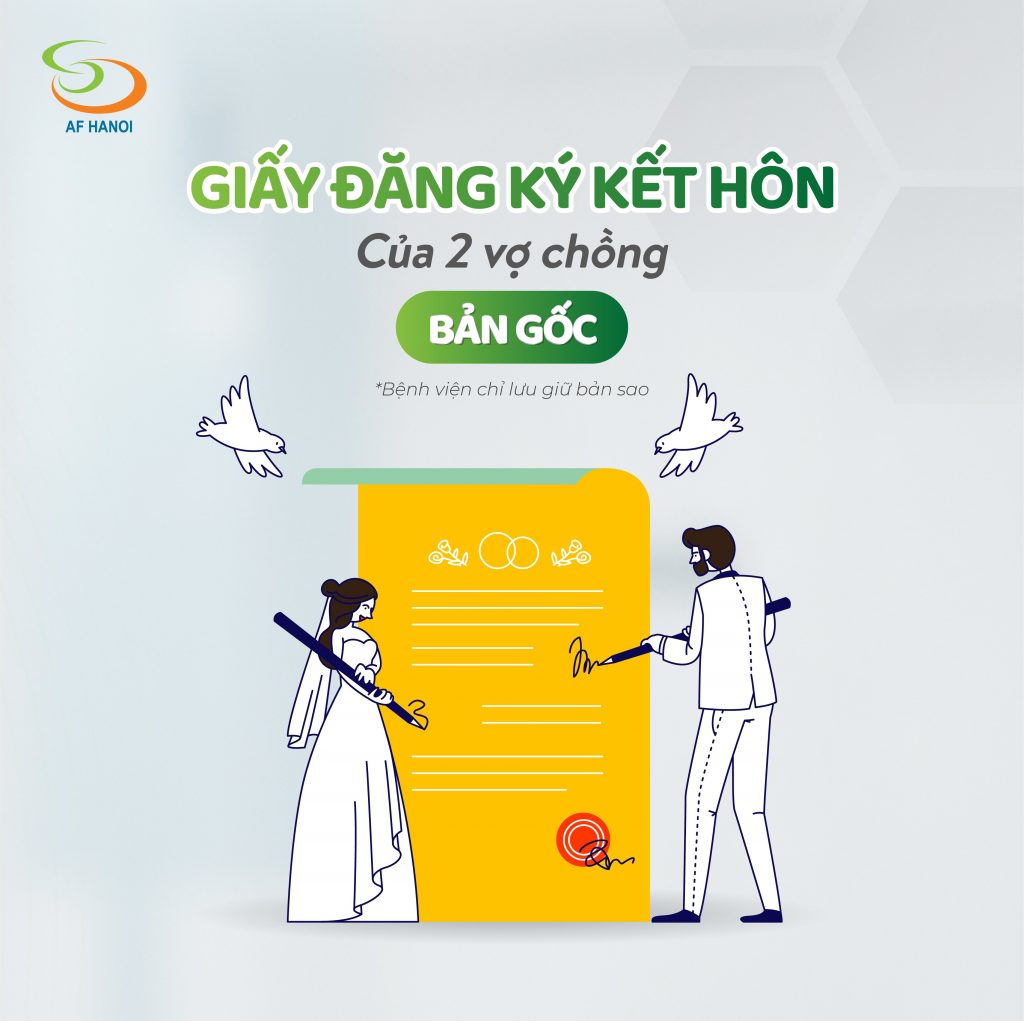 AF HANOI
GIẤY ĐĂNG KÝ KẾT HÔN
Của 2 vợ chồng
BẢN GỐC
*Bệnh viện chỉ lưu giữ bản sao